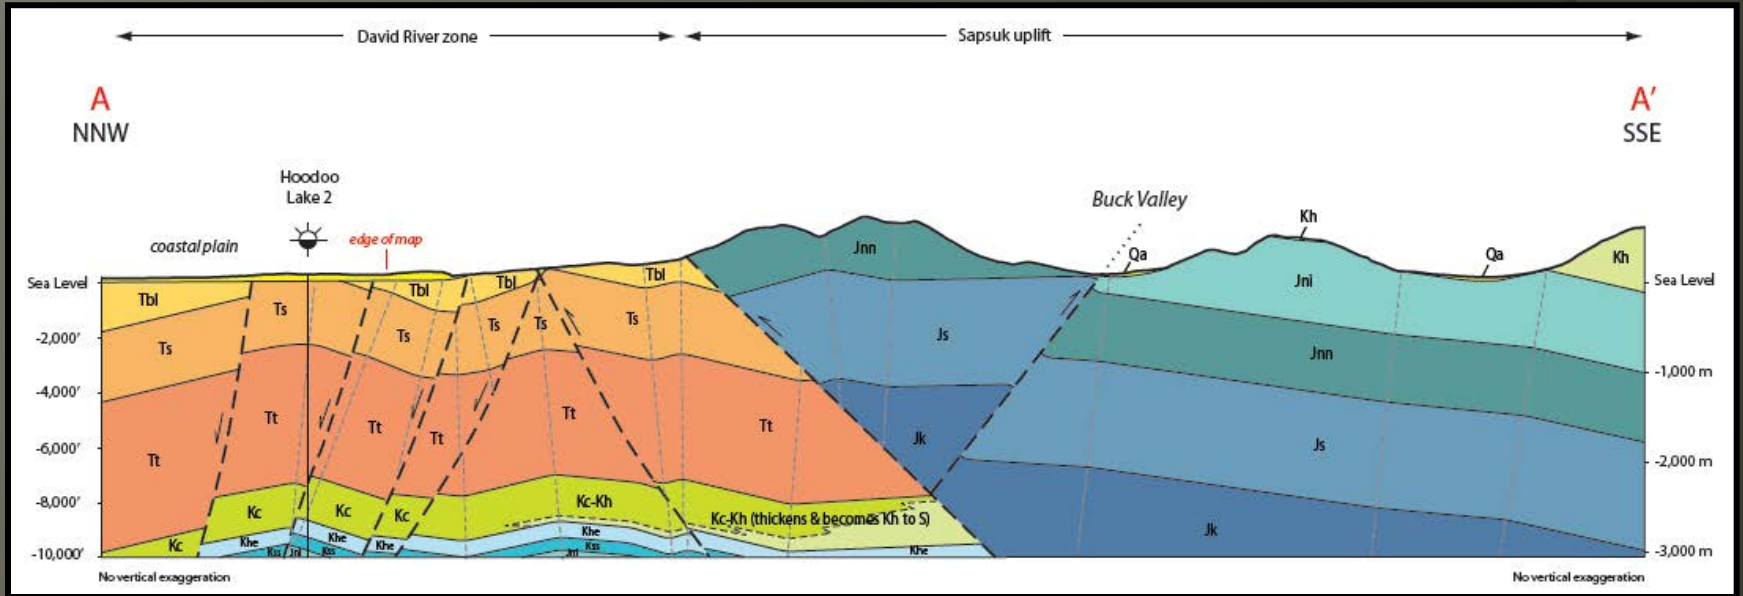 David River zone
Sapsuk uplift
A
NNW
A'
SSE
Hoodoo
Lake 2
coastal plain
edge of map
Buck Valley
Kh
Qa
Qa
Kh
Jnn
Jni
Sea Level
Sea Level
Tbl
Tbl
Tbl
Tbl
Ts
Ts
Ts
Ts
Ts
Ts
Js
Jnn
-2,000'
-4,000'
-6,000'
-8,000'
-10,000'
-1,000 m
-2,000 m
-3,000 m
Tt
Tt
Tt
Tt
Tt
Tt
Jk
Js
Jk
Kc
Kc
Kc
Kc
Kc-Kh
Kc-Kh (thickens & becomes Kh to S)
Khe
Khe
Khe
Khe
Khe
Kss
Jni
Kss
Kss
Jni
No vertical exaggeration
No vertical exaggeration